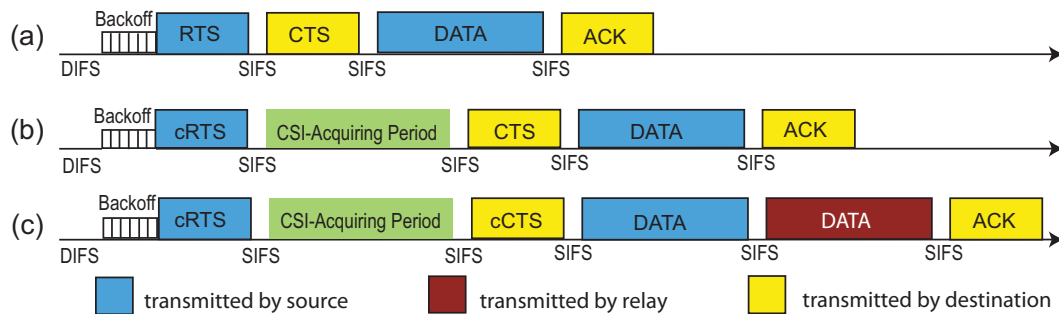 (a) Backoff RTS CTS DATA ACK
DIFS SIFS SIFS SIFS
(b) Backoff cRTS CSI-Acquiring Period CTS DATA ACK
DIFS SIFS SIFS SIFS SIFS
(c) Backoff cRTS CSI-Acquiring Period cCTS DATA DATA ACK
DIFS SIFS SIFS SIFS SIFS SIFS
transmitted by source transmitted by relay transmitted by destination